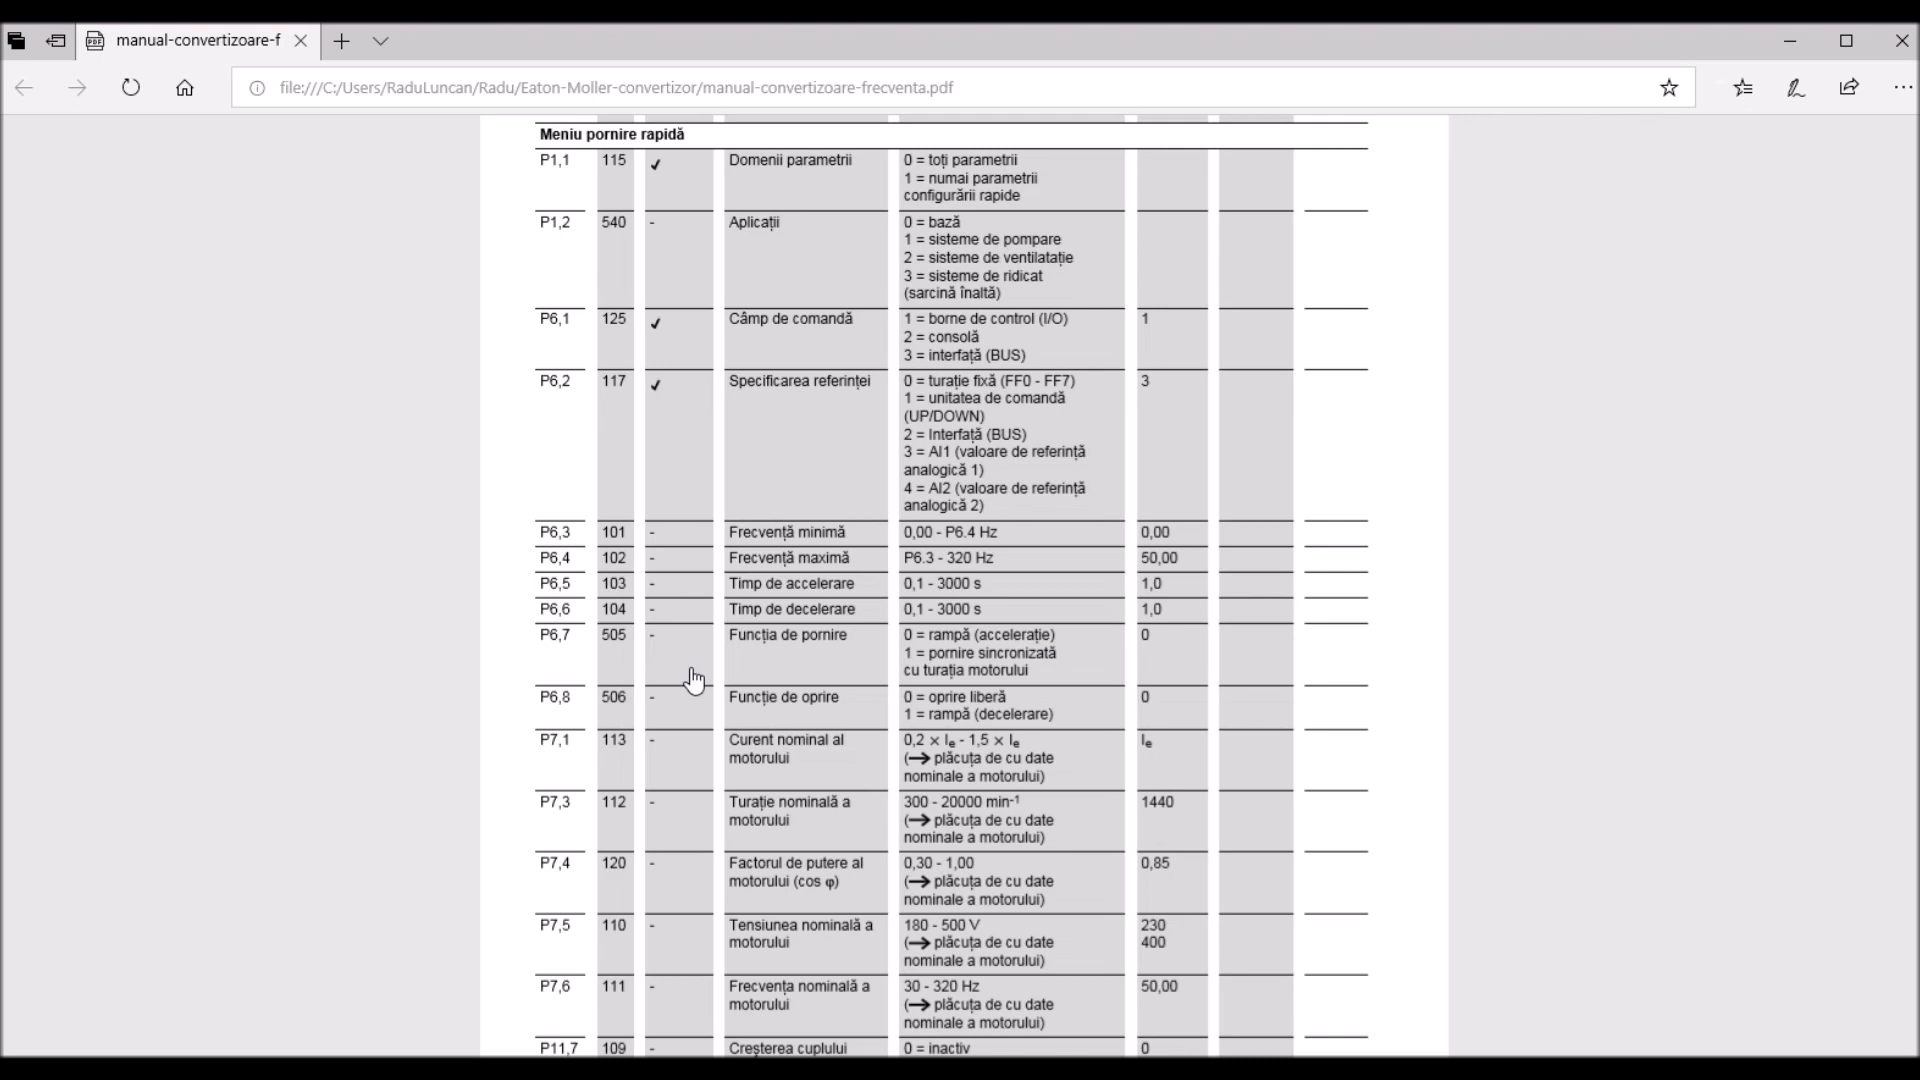 manual-convertizoare-f
file:///C:/Users/RaduLuncan/Radu/Eaton-Moller-convertizor/manual-convertizoare-frecventa.pdf
Meniu pornire rapidă
P1,1 115 ✓ Domenii parametrii 0 = toți parametrii
1 = numai parametrii
configurării rapide
P1,2 540 - Aplicații 0 = bază
1 = sisteme de pompare
2 = sisteme de ventilatație
3 = sisteme de ridicat
(sarcină înaltă)
P6,1 125 ✓ Câmp de comandă 1 = borne de control (I/O) 1
2 = consolă
3 = interfață (BUS)
P6,2 117 ✓ Specificarea referinței 0 = turație fixă (FF0 - FF7) 3
1 = unitatea de comandă
(UP/DOWN)
2 = Interfață (BUS)
3 = AI1 (valoare de referință
analogică 1)
4 = AI2 (valoare de referință
analogică 2)
P6,3 101 - Frecvență minimă 0,00 - P6.4 Hz 0,00
P6,4 102 - Frecvență maximă P6.3 - 320 Hz 50,00
P6,5 103 - Timp de accelerare 0,1 - 3000 s 1,0
P6,6 104 - Timp de decelerare 0,1 - 3000 s 1,0
P6,7 505 - Funcția de pornire 0 = rampă (accelerație) 0
1 = pornire sincronizată
cu turația motorului
P6,8 506 - Funcție de oprire 0 = oprire liberă 0
1 = rampă (decelerare)
P7,1 113 - Curent nominal al 0,2 × Ie - 1,5 × Ie Ie
motorului (→ plăcuța de cu date
nominale a motorului)
P7,3 112 - Turație nominală a 300 - 20000 min-1 1440
motorului (→ plăcuța de cu date
nominale a motorului)
P7,4 120 - Factorul de putere al 0,30 - 1,00 0,85
motorului (cos φ) (→ plăcuța de cu date
nominale a motorului)
P7,5 110 - Tensiunea nominală a 180 - 500 V 230
motorului (→ plăcuța de cu date 400
nominale a motorului)
P7,6 111 - Frecvența nominală a 30 - 320 Hz 50,00
motorului (→ plăcuța de cu date
nominale a motorului)
P11,7 109 - Creșterea cuplului 0 = inactiv 0